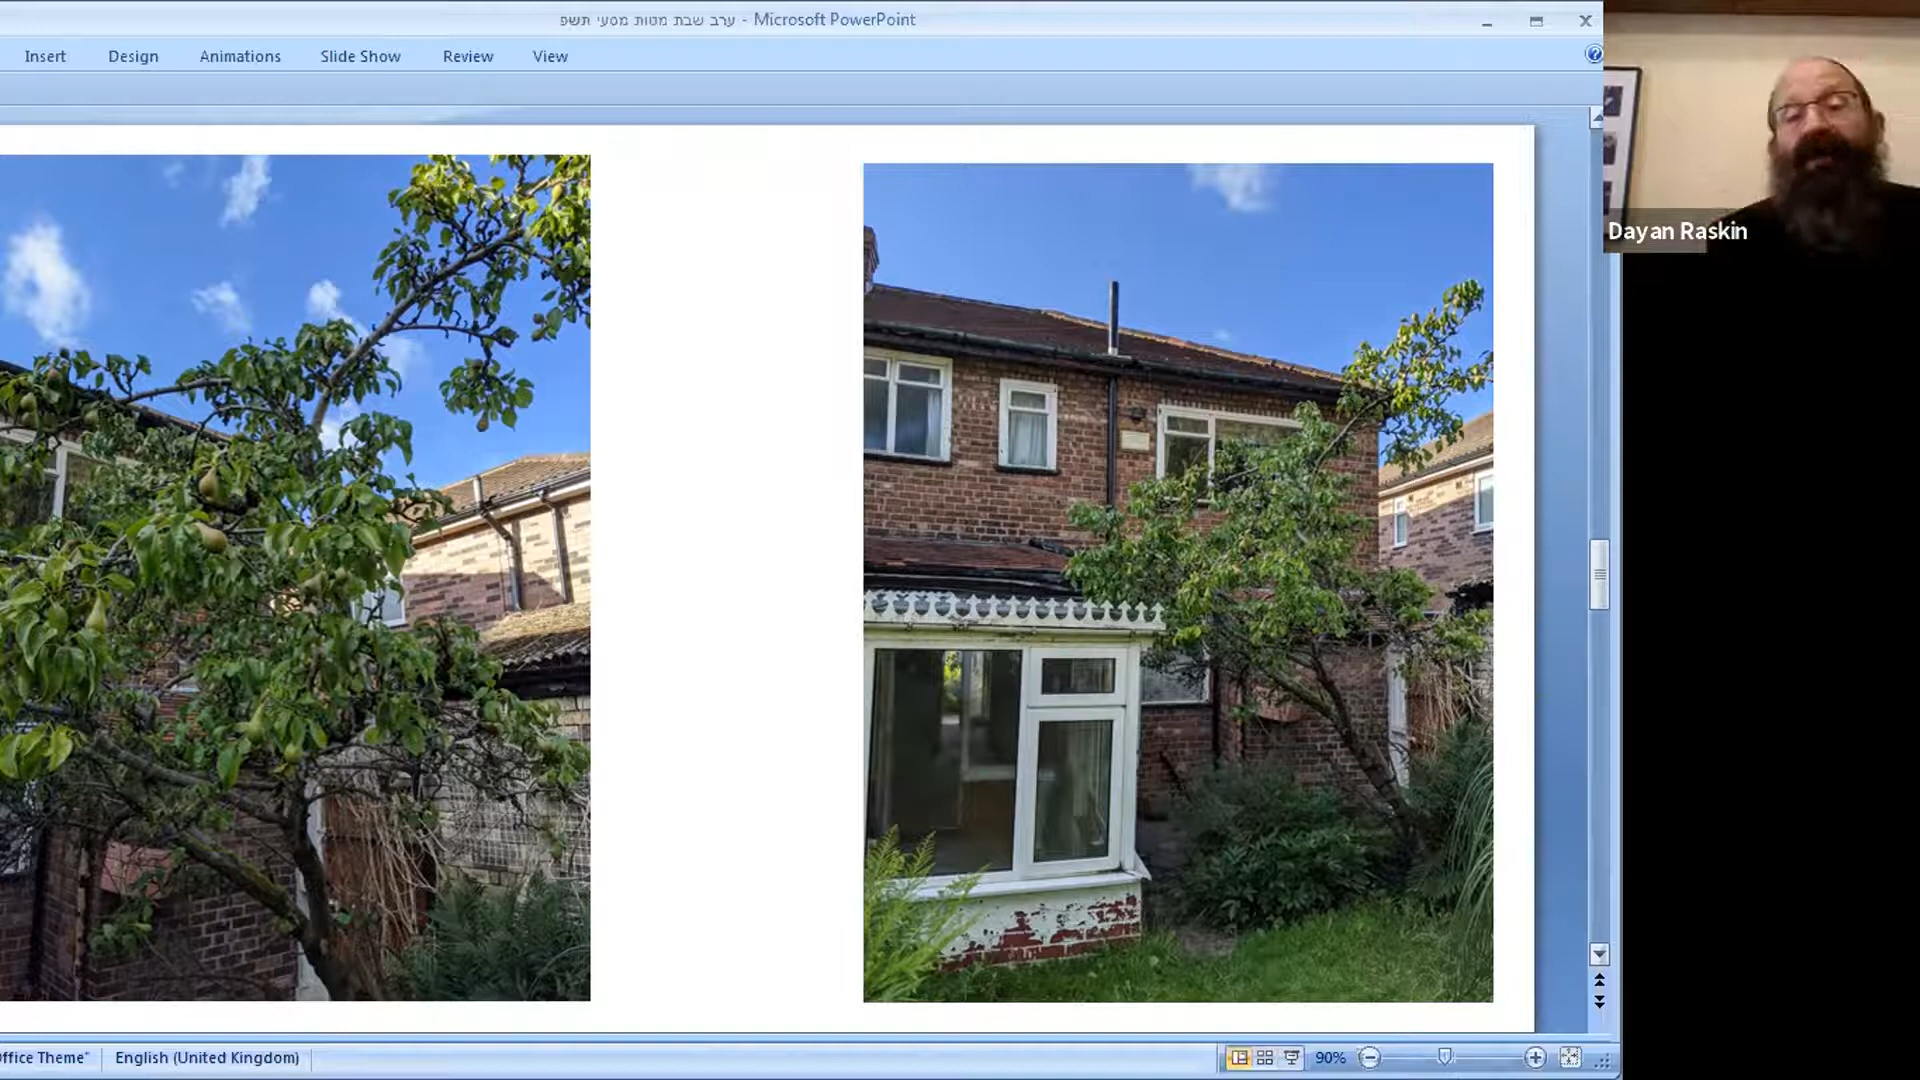 ערב שבת מטות מסעי תשפ - Microsoft PowerPoint
Insert Design Animations Slide Show Review View
Dayan Raskin
ffice Theme" English (United Kingdom) 90%